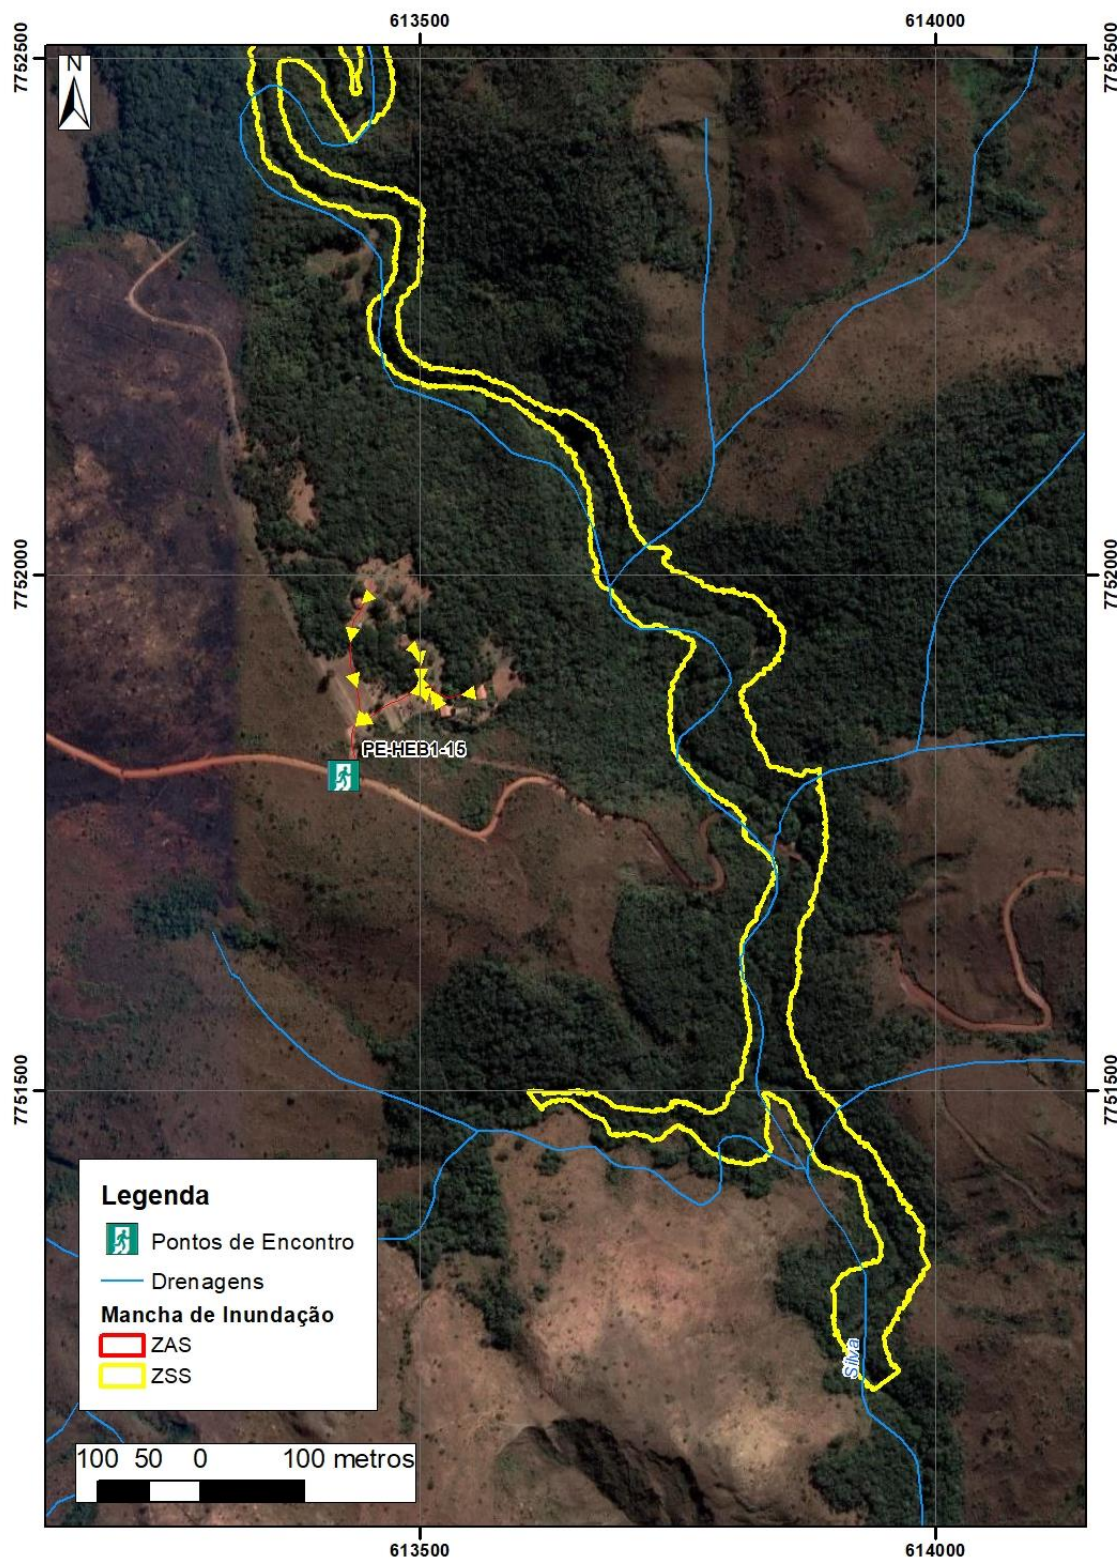 613500
614000
7752500
7752500
N
7752000
7752000
PE-HEB1-15
7751500
7751500
Legenda
Pontos de Encontro
Drenagens
Mancha de Inundação
ZAS
ZSS
Silva
100 50 0 100 metros
613500
614000